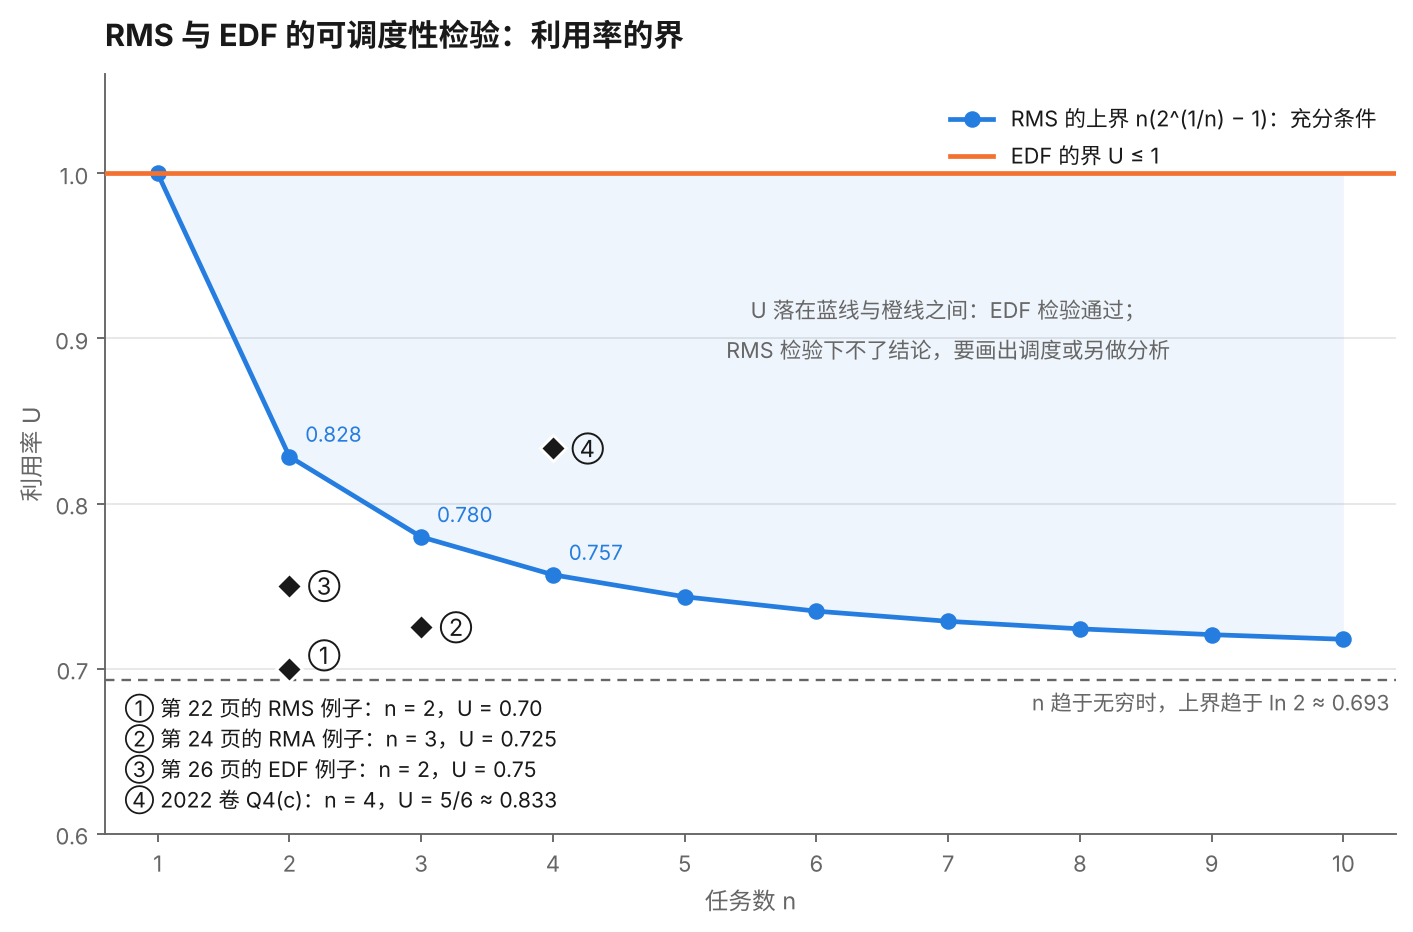 RMS 与 EDF 的可调度性检验：利用率的界
RMS 的上界 n(2^(1/n) − 1)：充分条件
EDF 的界 U ≤ 1
1.0
0.9
0.8
0.7
0.6
利用率 U
U 落在蓝线与橙线之间：EDF 检验通过；
RMS 检验下不了结论，要画出调度或另做分析
0.828
0.780
0.757
④
③
②
①
n 趋于无穷时，上界趋于 ln 2 ≈ 0.693
① 第 22 页的 RMS 例子：n = 2，U = 0.70
② 第 24 页的 RMA 例子：n = 3，U = 0.725
③ 第 26 页的 EDF 例子：n = 2，U = 0.75
④ 2022 卷 Q4(c)：n = 4，U = 5/6 ≈ 0.833
1 2 3 4 5 6 7 8 9 10
任务数 n